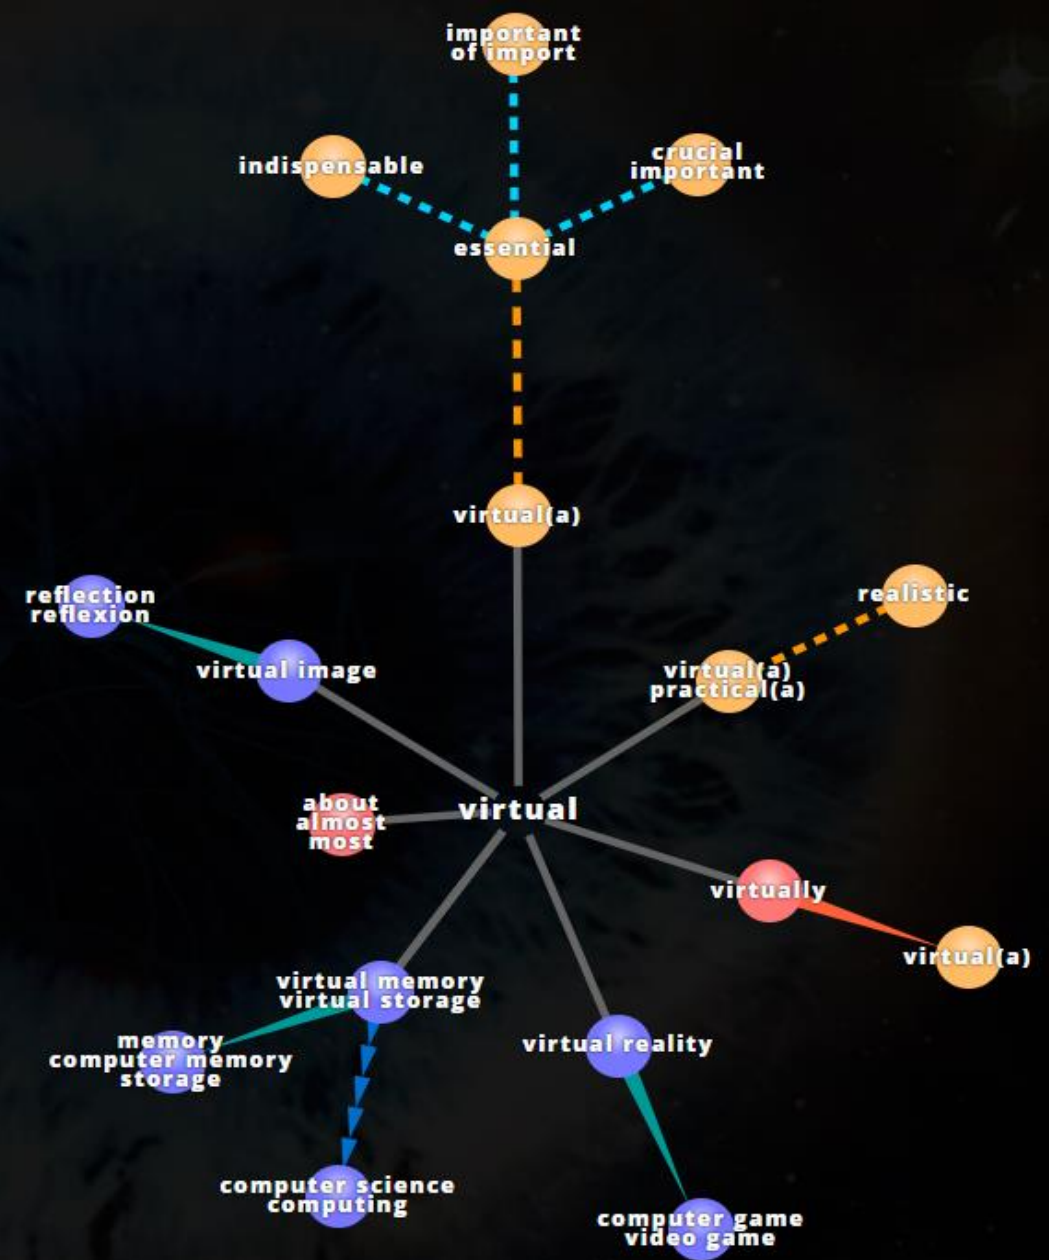 important
of import
indispensable
crucial
important
essential
virtual(a)
reflection
reflexion
realistic
virtual image
virtual(a)
practical(a)
about
almost
most
virtual
virtually
virtual(a)
virtual memory
virtual storage
memory
computer memory
storage
virtual reality
computer science
computing
computer game
video game